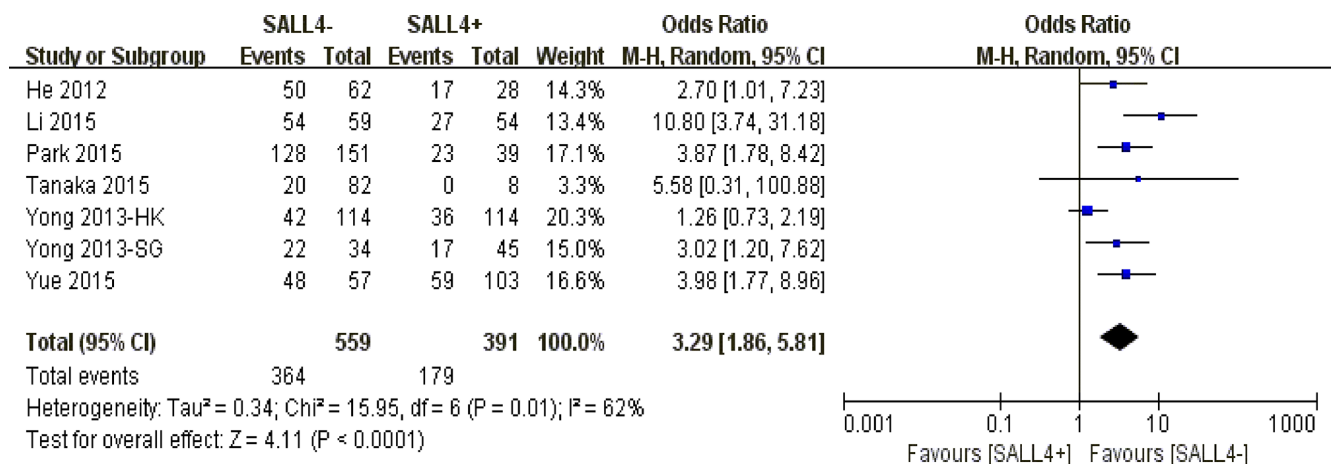 SALL4- SALL4+ Odds Ratio Odds Ratio
Study or Subgroup Events Total Events Total Weight M-H, Random, 95% CI M-H, Random, 95% CI
He 2012 50 62 17 28 14.3% 2.70 [1.01, 7.23]
Li 2015 54 59 27 54 13.4% 10.80 [3.74, 31.18]
Park 2015 128 151 23 39 17.1% 3.87 [1.78, 8.42]
Tanaka 2015 20 82 0 8 3.3% 5.58 [0.31, 100.88]
Yong 2013-HK 42 114 36 114 20.3% 1.26 [0.73, 2.19]
Yong 2013-SG 22 34 17 45 15.0% 3.02 [1.20, 7.62]
Yue 2015 48 57 59 103 16.6% 3.98 [1.77, 8.96]
Total (95% CI) 559 391 100.0% 3.29 [1.86, 5.81]
Total events 364 179
Heterogeneity: Tau² = 0.34; Chi² = 15.95, df = 6 (P = 0.01); I² = 62%
Test for overall effect: Z = 4.11 (P < 0.0001)
0.001 0.1 1 10 1000
Favours [SALL4+] Favours [SALL4-]